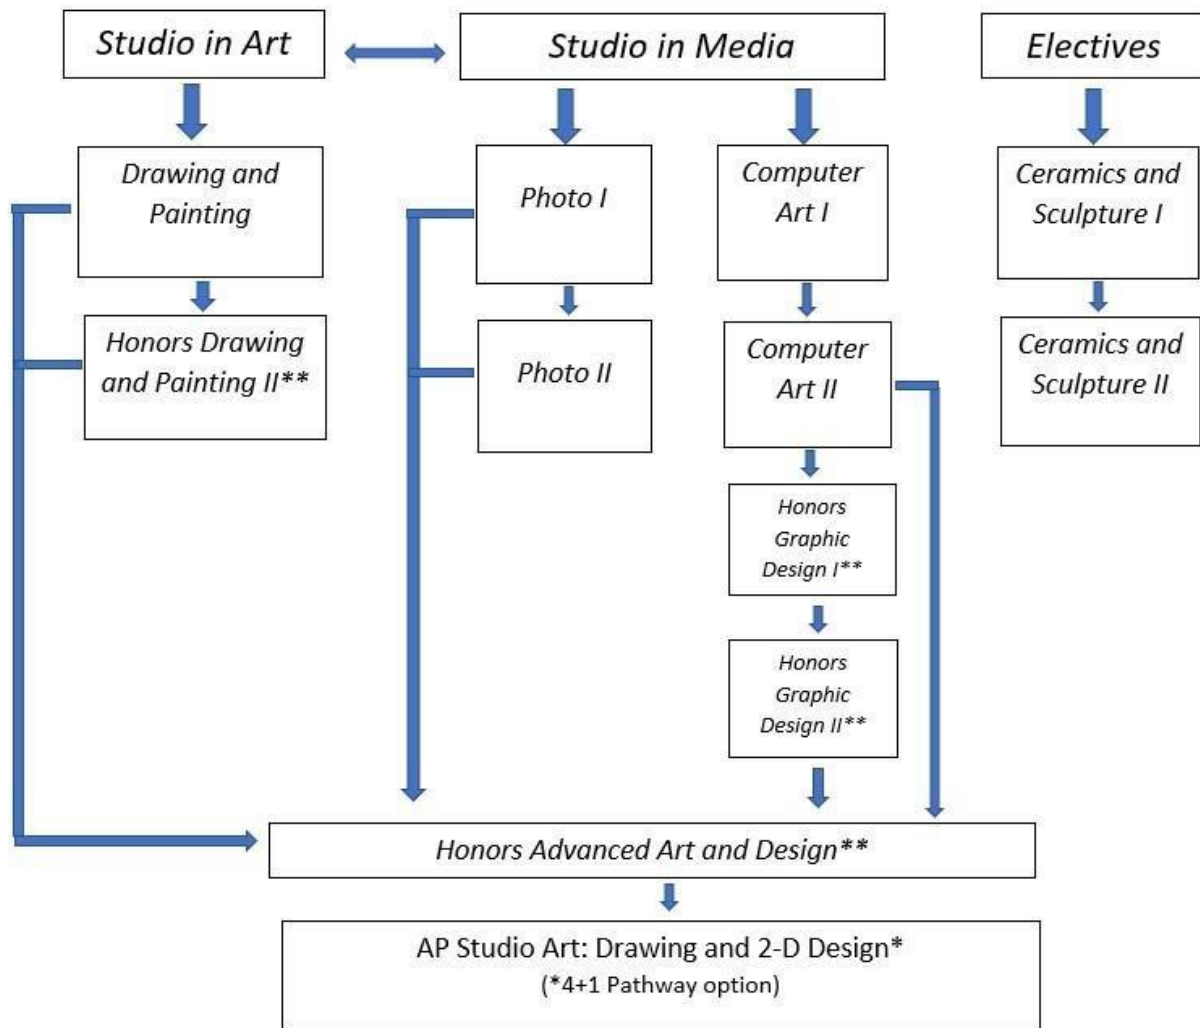 Studio in Art
Studio in Media
Electives
Drawing and
Painting
Photo I
Computer
Art I
Ceramics and
Sculpture I
Honors Drawing
and Painting II**
Photo II
Computer
Art II
Ceramics and
Sculpture II
Honors
Graphic
Design I**
Honors
Graphic
Design II**
Honors Advanced Art and Design**
AP Studio Art: Drawing and 2-D Design*
(*4+1 Pathway option)